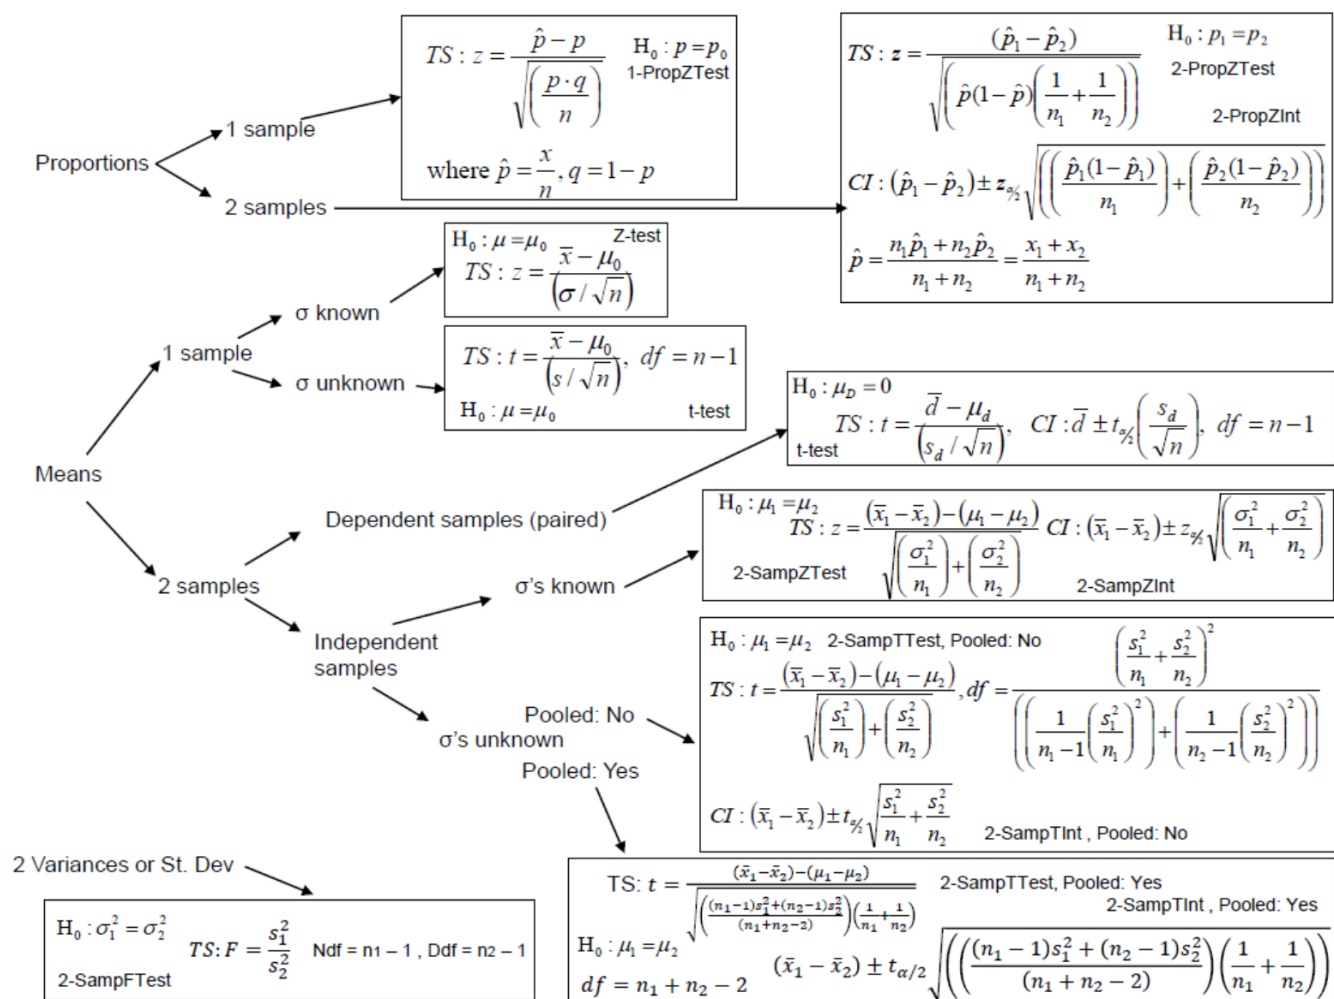 Proportions
1 sample
2 samples
TS : z = (p̂ − p) / √((p · q) / n)
H₀ : p = p₀
1-PropZTest
where p̂ = x/n, q = 1 − p
TS : z = (p̂₁ − p̂₂) / √(p̂(1 − p̂)(1/n₁ + 1/n₂))
H₀ : p₁ = p₂
2-PropZTest
2-PropZInt
CI : (p̂₁ − p̂₂) ± z_{α/2} √(((p̂₁(1 − p̂₁)/n₁) + (p̂₂(1 − p̂₂)/n₂)))
p̂ = (n₁p̂₁ + n₂p̂₂)/(n₁ + n₂) = (x₁ + x₂)/(n₁ + n₂)
Means
1 sample
σ known
H₀ : μ = μ₀
Z-test
TS : z = (x̄ − μ₀) / (σ / √n)
σ unknown
TS : t = (x̄ − μ₀) / (s / √n), df = n − 1
H₀ : μ = μ₀
t-test
2 samples
Dependent samples (paired)
H₀ : μ_D = 0
TS : t = (d̄ − μ_d) / (s_d / √n), CI : d̄ ± t_{α/2} (s_d / √n), df = n − 1
t-test
Independent
samples
σ's known
H₀ : μ₁ = μ₂
TS : z = ((x̄₁ − x̄₂) − (μ₁ − μ₂)) / √((σ₁²/n₁) + (σ₂²/n₂)) CI : (x̄₁ − x̄₂) ± z_{α/2} √((σ₁²/n₁ + σ₂²/n₂))
2-SampZTest
2-SampZInt
σ's unknown
Pooled: No
H₀ : μ₁ = μ₂ 2-SampTTest, Pooled: No
TS : t = ((x̄₁ − x̄₂) − (μ₁ − μ₂)) / √((s₁²/n₁) + (s₂²/n₂)), df = (s₁²/n₁ + s₂²/n₂)² / (((1/(n₁ − 1) (s₁²/n₁)²) + (1/(n₂ − 1) (s₂²/n₂)²)))
CI : (x̄₁ − x̄₂) ± t_{α/2} √(s₁²/n₁ + s₂²/n₂)
2-SampTInt , Pooled: No
Pooled: Yes
TS: t = ((x̄₁−x̄₂)−(μ₁−μ₂)) / √((((n₁−1)s₁²+(n₂−1)s₂²)/(n₁+n₂−2))(1/n₁+1/n₂))
2-SampTTest, Pooled: Yes
2-SampTInt , Pooled: Yes
H₀ : μ₁ = μ₂
(x̄₁ − x̄₂) ± t_{α/2} √(((((n₁ − 1)s₁² + (n₂ − 1)s₂²)/(n₁ + n₂ − 2))(1/n₁ + 1/n₂)))
df = n₁ + n₂ − 2
2 Variances or St. Dev
H₀ : σ₁² = σ₂²
TS: F = s₁²/s₂² Ndf = n1 − 1 , Ddf = n2 − 1
2-SampFTest